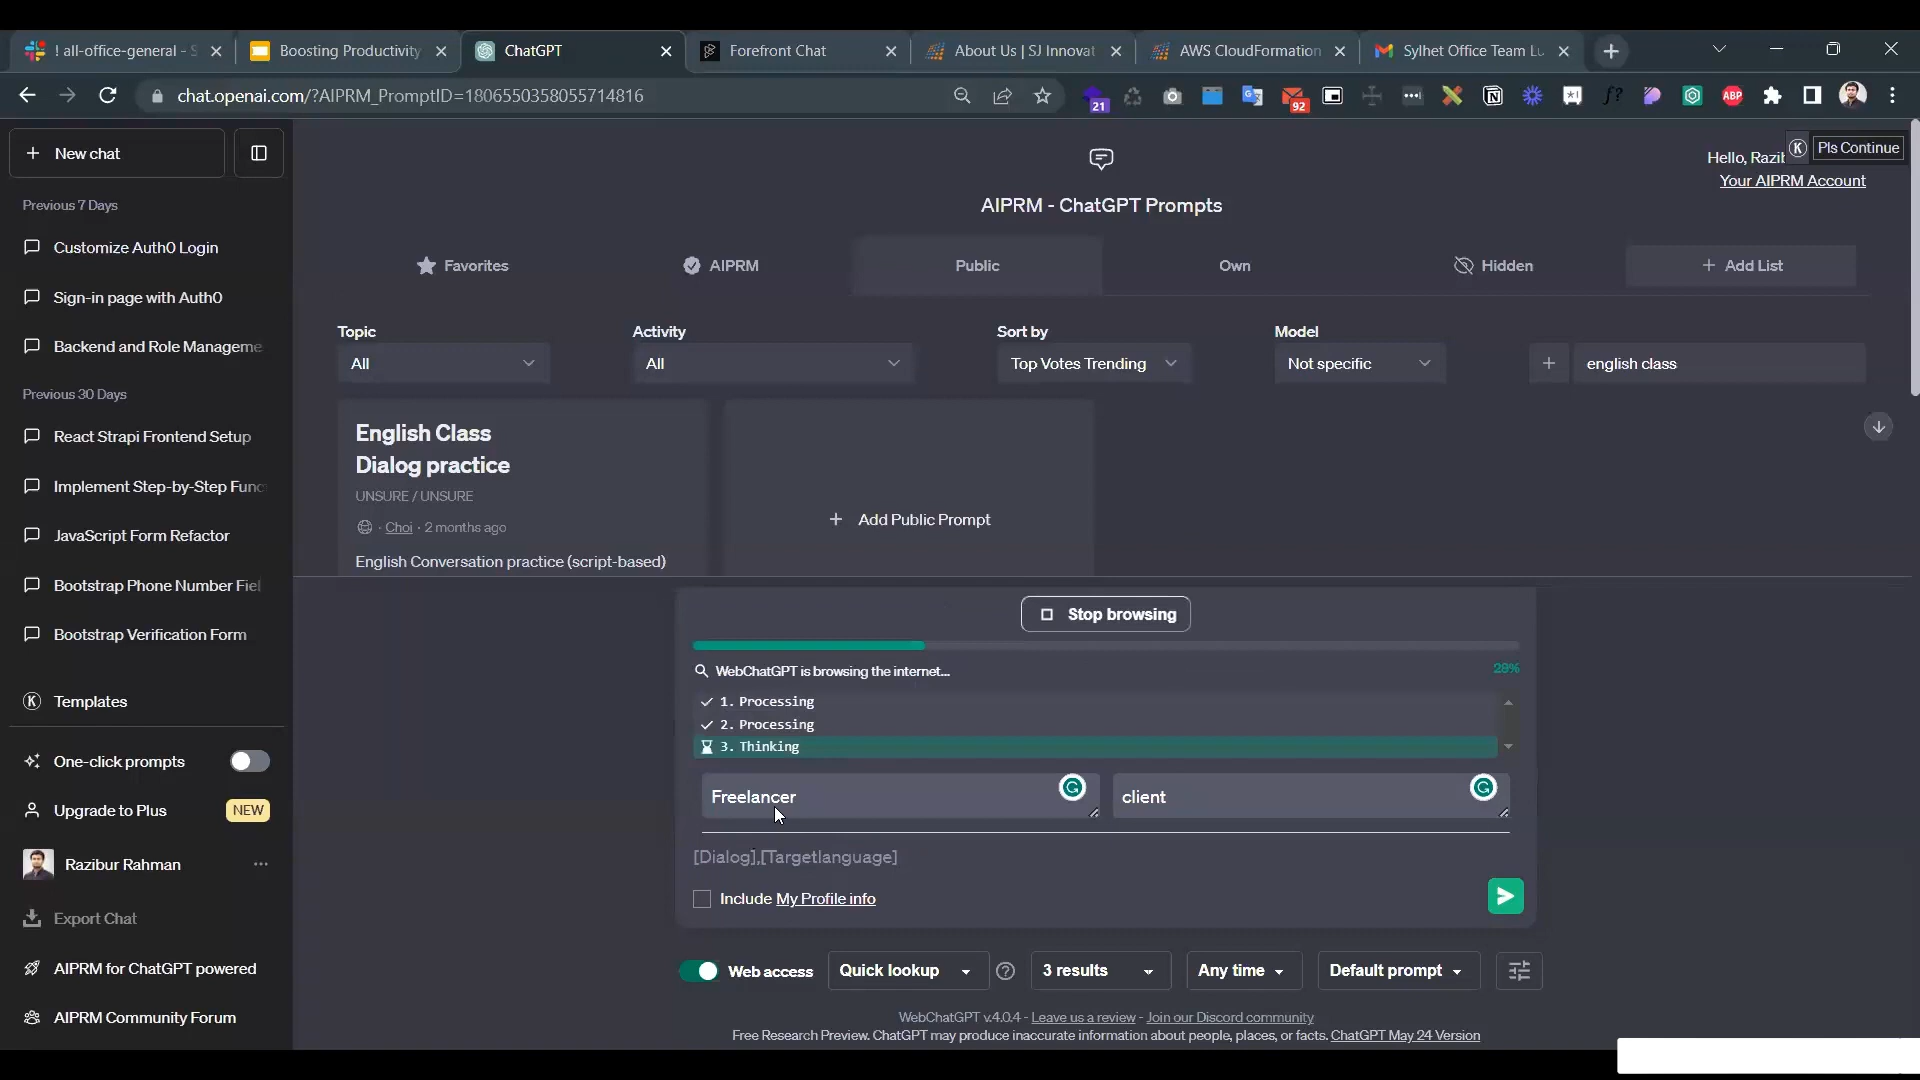 ! all-office-general - S
Boosting Productivity
ChatGPT
Forefront Chat
About Us | SJ Innovat
AWS CloudFormation
Sylhet Office Team Lu
chat.openai.com/?AIPRM_PromptID=1806550358055714816
21
92
ABP
f?
New chat
Previous 7 Days
Customize Auth0 Login
Sign-in page with Auth0
Backend and Role Manageme
Previous 30 Days
React Strapi Frontend Setup
Implement Step-by-Step Func
JavaScript Form Refactor
Bootstrap Phone Number Fiel
Bootstrap Verification Form
K Templates
One-click prompts
Upgrade to Plus NEW
Razibur Rahman
Export Chat
AIPRM for ChatGPT powered
AIPRM Community Forum
Hello, Razib
K Pls Continue
Your AIPRM Account
AIPRM - ChatGPT Prompts
Favorites
AIPRM
Public
Own
Hidden
+ Add List
Topic
Activity
Sort by
Model
All
All
Top Votes Trending
Not specific
+ english class
English Class
Dialog practice
UNSURE / UNSURE
· Choi · 2 months ago
English Conversation practice (script-based)
+ Add Public Prompt
Stop browsing
WebChatGPT is browsing the internet...
28%
1. Processing
2. Processing
3. Thinking
Freelancer
client
[Dialog],[Targetlanguage]
Include My Profile info
Web access
Quick lookup
3 results
Any time
Default prompt
WebChatGPT v.4.0.4 - Leave us a review - Join our Discord community
Free Research Preview. ChatGPT may produce inaccurate information about people, places, or facts. ChatGPT May 24 Version